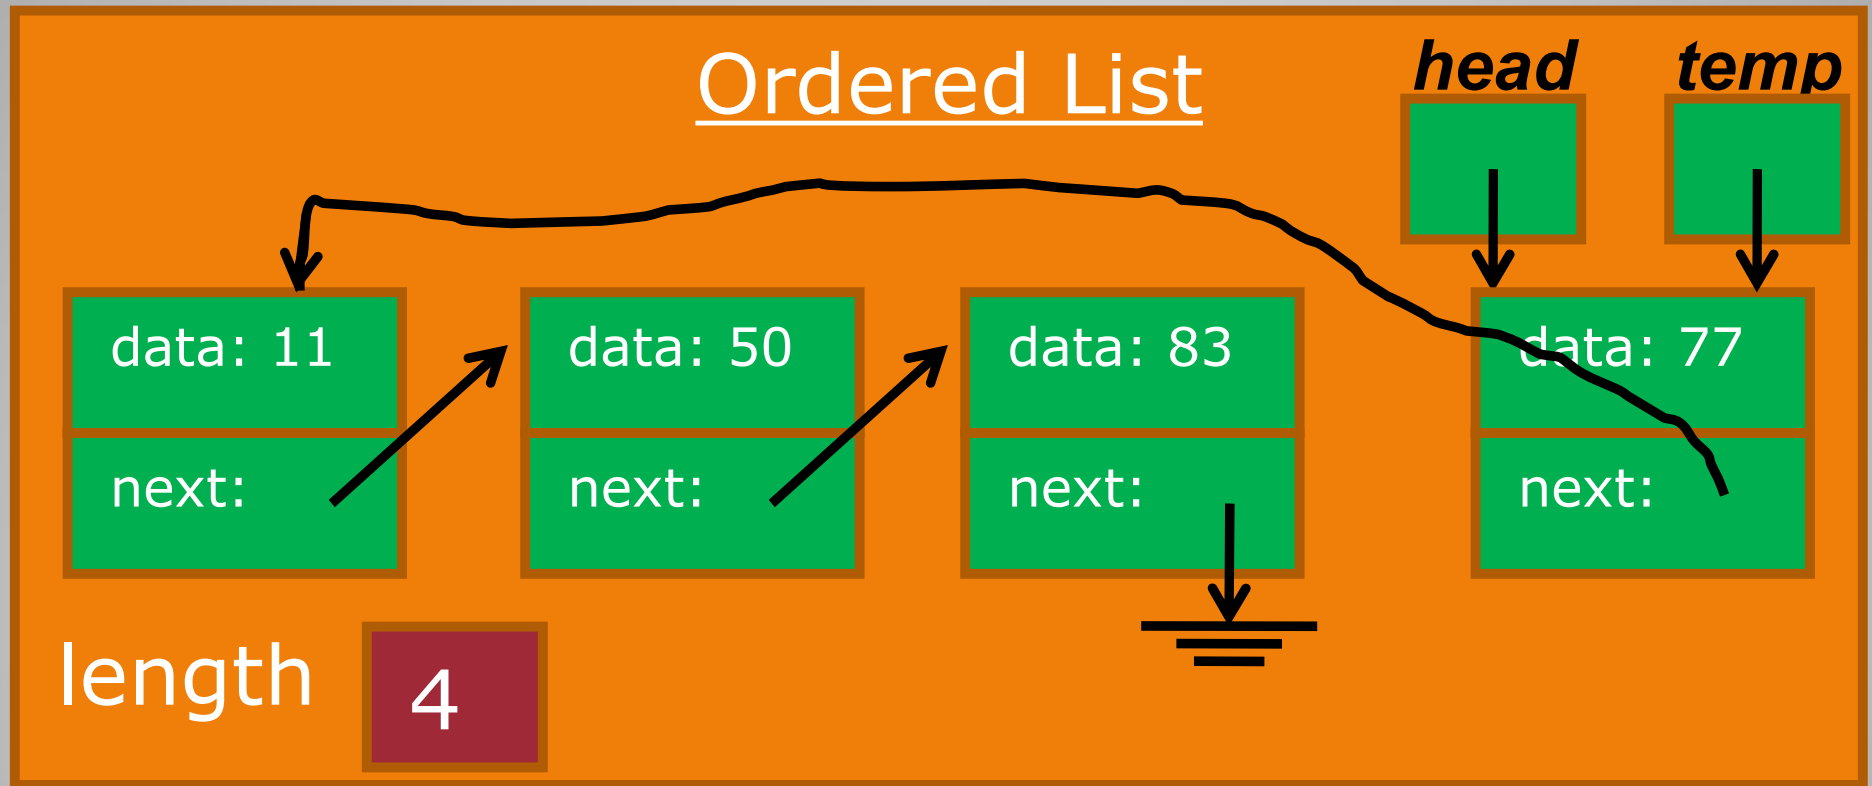 Ordered List
head
temp
data: 11
next:
data: 50
next:
data: 83
next:
data: 77
next:
length
4